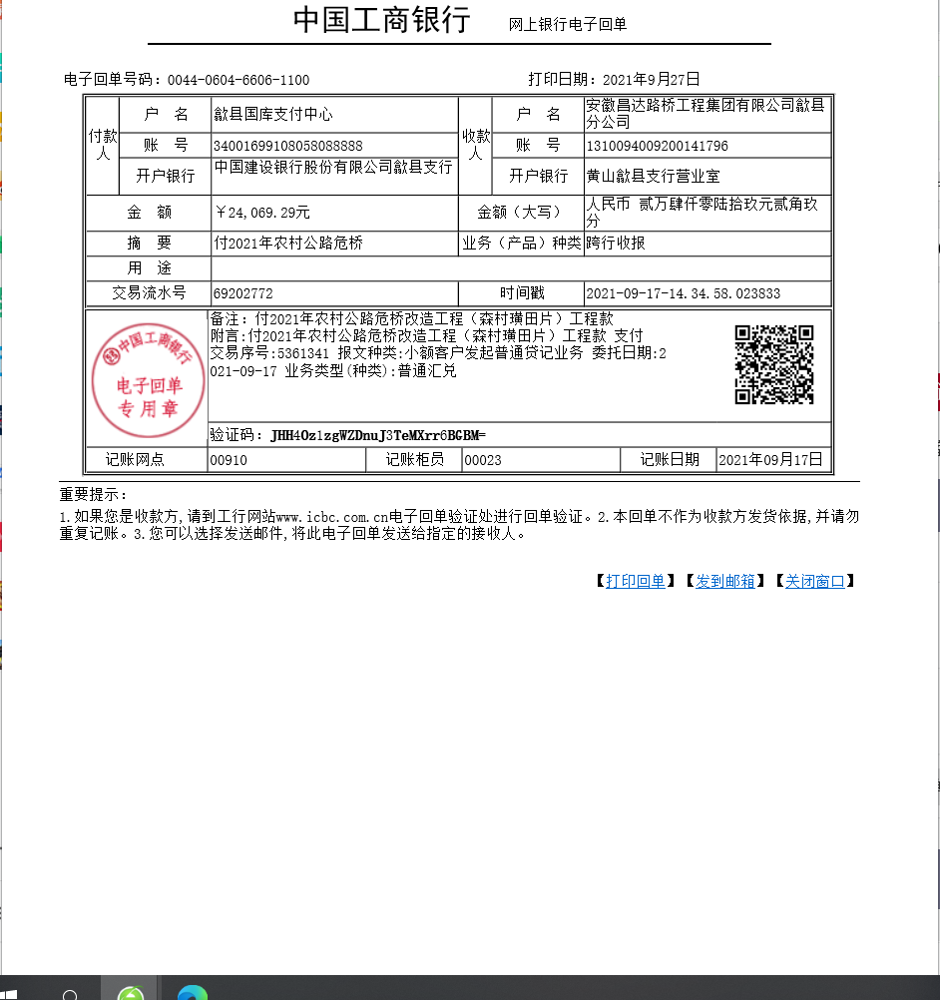 中国工商银行 网上银行电子回单
电子回单号码：0044-0604-6606-1100 打印日期：2021年9月27日
付款人 户 名 歙县国库支付中心 收款人 户 名 安徽昌达路桥工程集团有限公司歙县分公司
账 号 34001699108058088888 账 号 1310094009200141796
开户银行 中国建设银行股份有限公司歙县支行 开户银行 黄山歙县支行营业室
金 额 ￥24,069.29元 金额（大写） 人民币 贰万肆仟零陆拾玖元贰角玖分
摘 要 付2021年农村公路危桥 业务（产品）种类 跨行收报
用 途
交易流水号 69202772 时间戳 2021-09-17-14.34.58.023833
中国工商银行
电子回单
专用章
备注：付2021年农村公路危桥改造工程（森村璜田片）工程款
附言:付2021年农村公路危桥改造工程（森村璜田片）工程款 支付
交易序号:5361341 报文种类:小额客户发起普通贷记业务 委托日期:2
021-09-17 业务类型(种类):普通汇兑
验证码：JHH4Oz1zgWZDnuJ3TeMXrr6BGBM=
记账网点 00910 记账柜员 00023 记账日期 2021年09月17日
重要提示：
1.如果您是收款方,请到工行网站www.icbc.com.cn电子回单验证处进行回单验证。2.本回单不作为收款方发货依据,并请勿
重复记账。3.您可以选择发送邮件,将此电子回单发送给指定的接收人。
【打印回单】【发到邮箱】【关闭窗口】